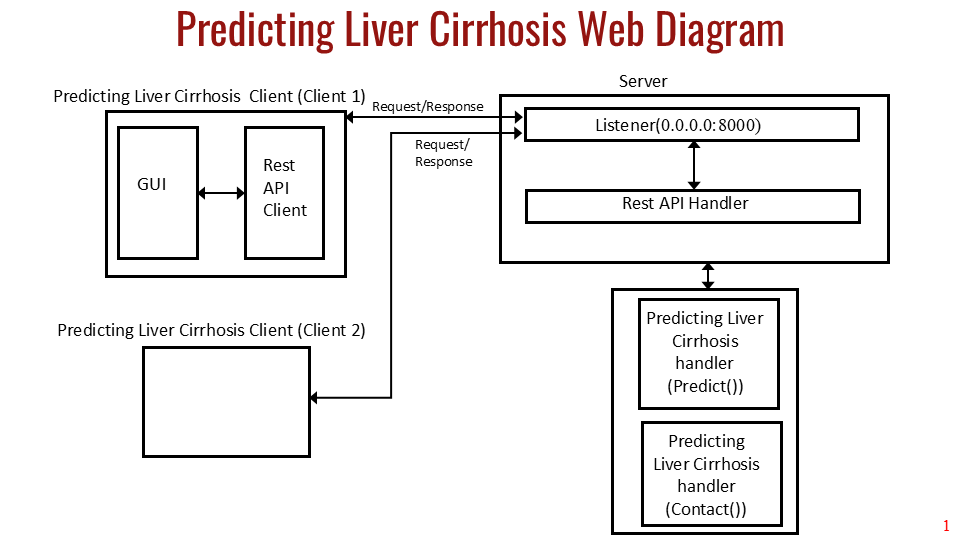 Predicting Liver Cirrhosis Web Diagram
Predicting Liver Cirrhosis  Client (Client 1)
GUI
Rest
API
Client
Request/Response
Request/
Response
Server
Listener(0.0.0.0:8000)
Rest API Handler
Predicting Liver Cirrhosis Client (Client 2)
Predicting Liver
Cirrhosis
handler
(Predict())
Predicting
Liver Cirrhosis
handler
(Contact())
1